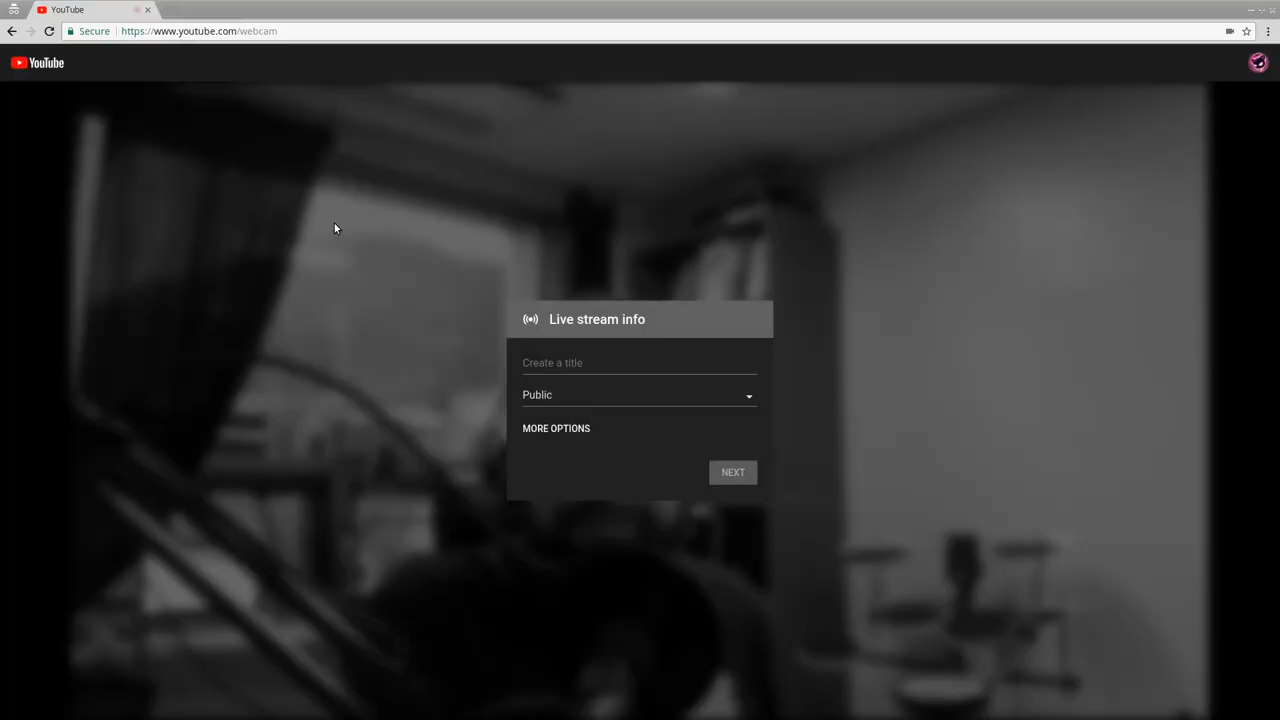 YouTube
Secure https://www.youtube.com/webcam
YouTube
Live stream info
Create a title
Public
MORE OPTIONS
NEXT